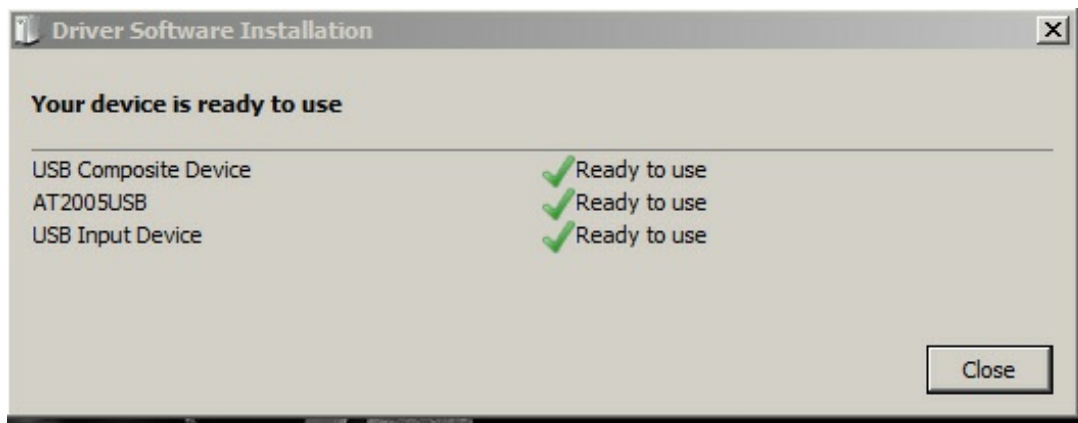 Driver Software Installation
Your device is ready to use
USB Composite Device Ready to use
AT2005USB Ready to use
USB Input Device Ready to use
Close